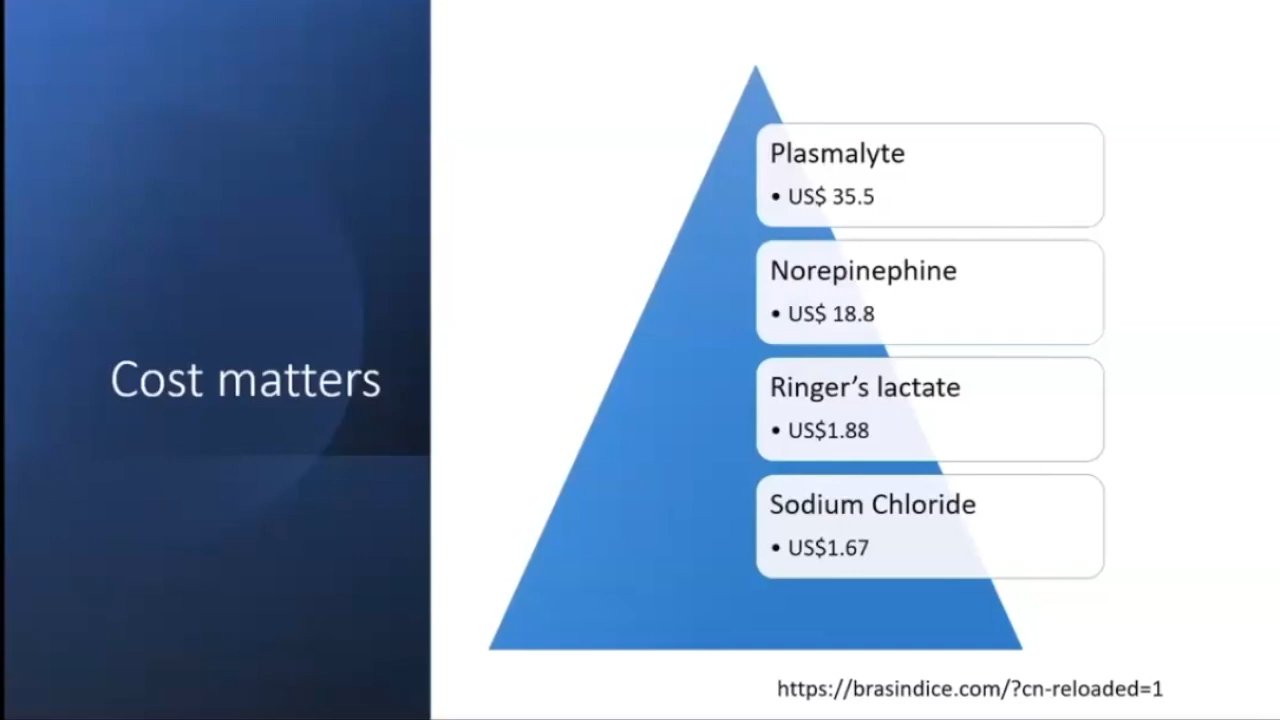 Cost matters
Plasmalyte
• US$ 35.5
Norepinephine
• US$ 18.8
Ringer’s lactate
• US$1.88
Sodium Chloride
• US$1.67
https://brasindice.com/?cn-reloaded=1